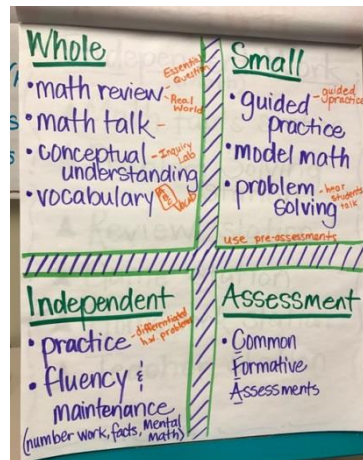 Whole
Essential
Question
• math review
- Real
World
• math talk -
• conceptual
understanding
- Inquiry
Lab
• vocabulary
Vocab
Small
• guided
practice
- guided
practice
• model math
• problem
solving
- hear
students
talk
use pre-assessments
Independent
• practice
- differentiated
h.w. problems
• fluency &
maintenance
(number work, facts, Mental
math)
Assessment
• Common
Formative
Assessments